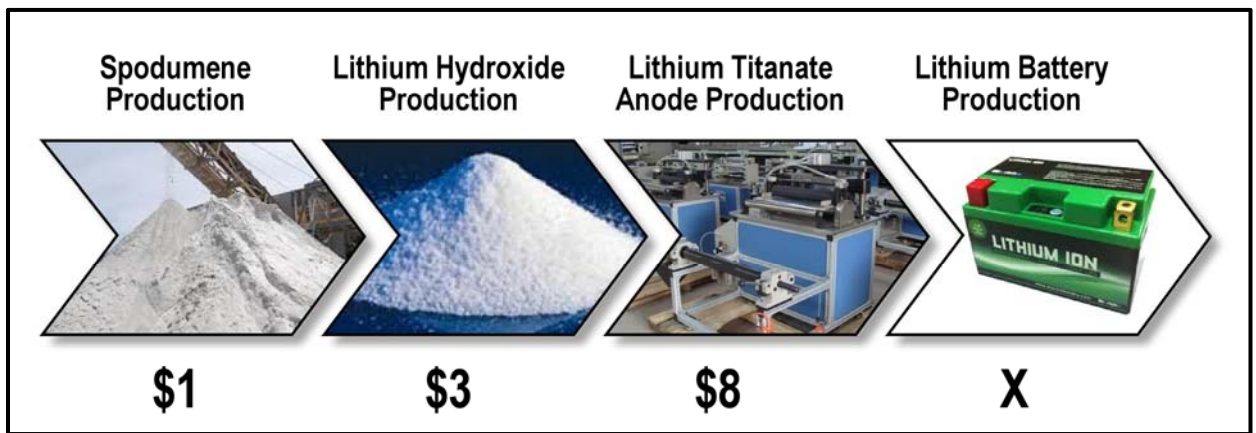 Spodumene
Production
Lithium Hydroxide
Production
Lithium Titanate
Anode Production
Lithium Battery
Production
LITHIUM ION
$1
$3
$8
X